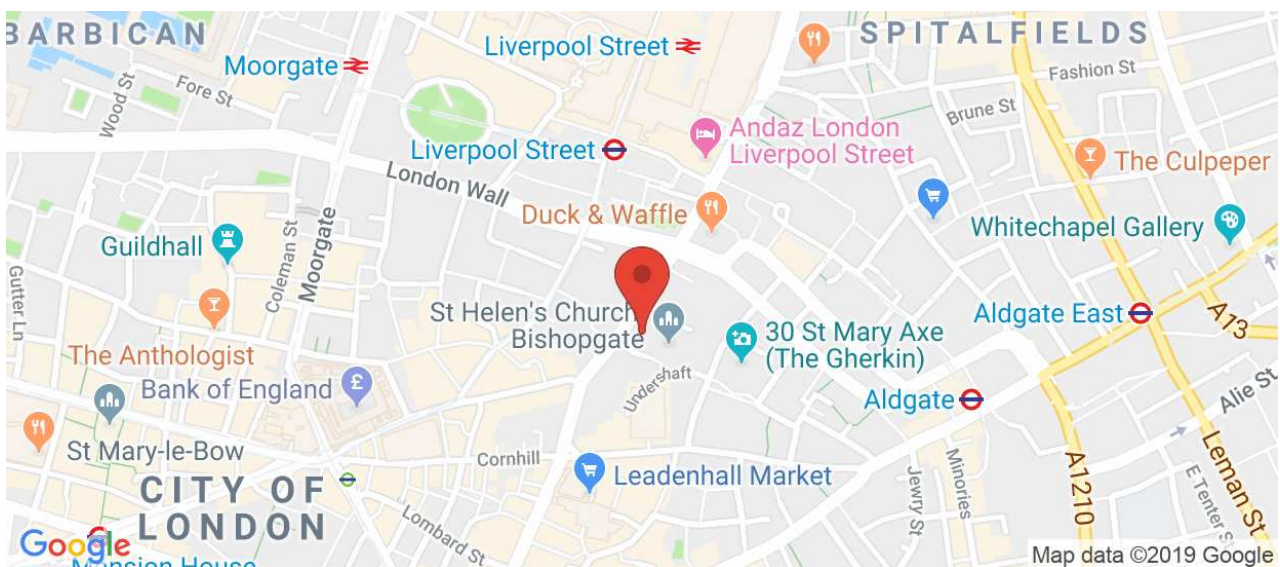 BARBICAN
Liverpool Street
SPITALFIELDS
Moorgate
Fore St
Wood St
Fashion St
Brune St
Andaz London
Liverpool Street
Liverpool Street
The Culpeper
London Wall
Duck & Waffle
Whitechapel Gallery
Guildhall
Coleman St
Moorgate
Gutter Ln
St Helen's Church
Bishopgate
30 St Mary Axe
(The Gherkin)
Aldgate East
A13
The Anthologist
Bank of England
Undershaft
Aldgate
Alie St
St Mary-le-Bow
Cornhill
Leadenhall Market
Jewry St
Minories
A1210
Leman St
E Tenter St
CITY OF
LONDON
Lombard St
Google
Mansion House
Map data ©2019 Google